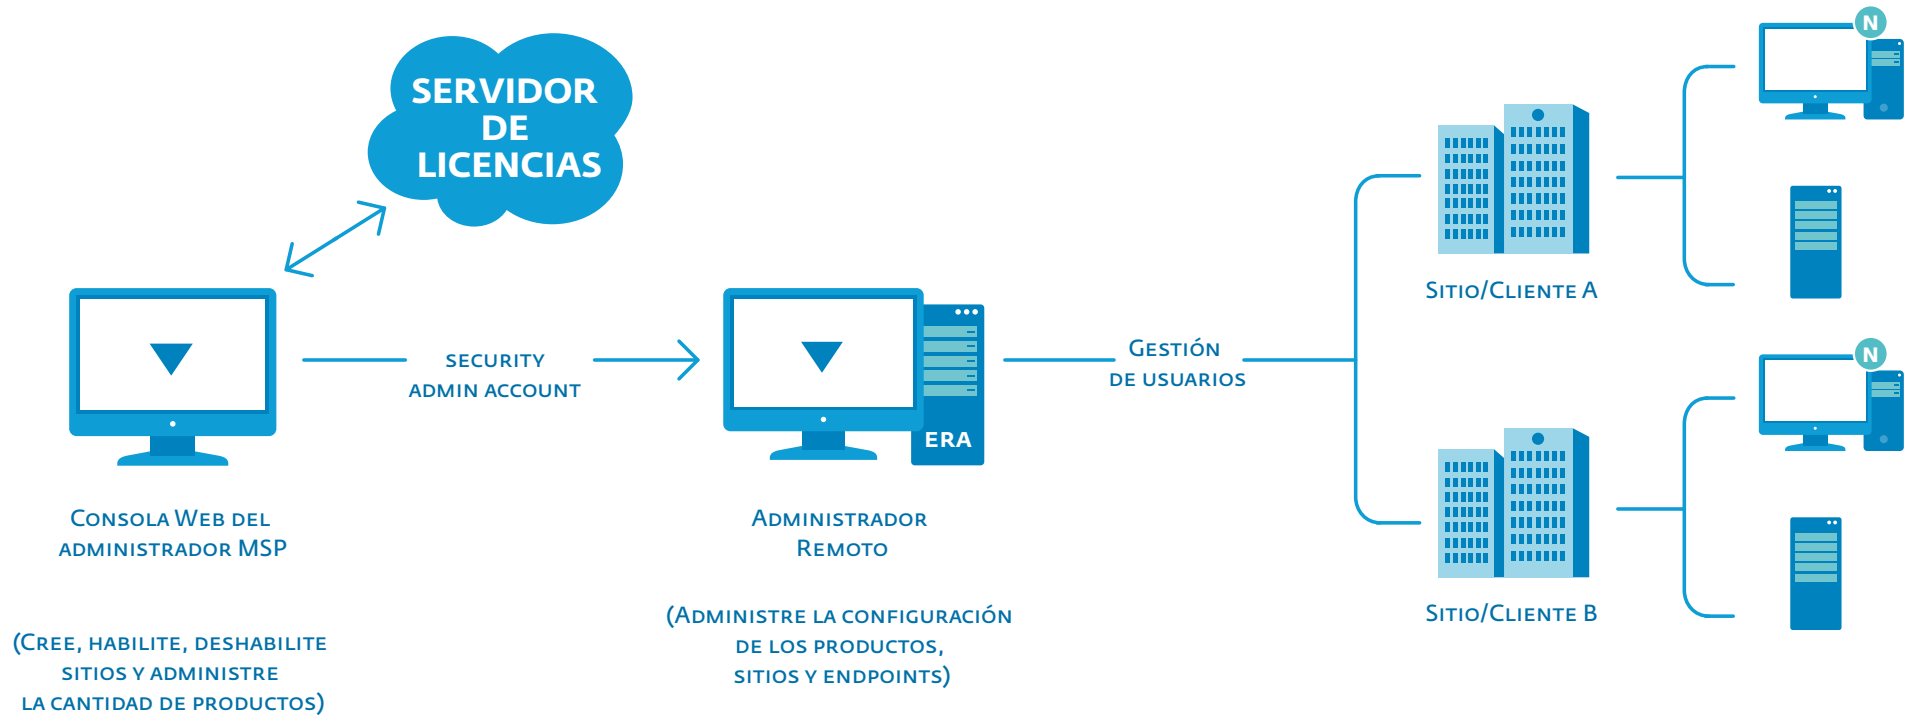 SERVIDOR
DE
LICENCIAS
CONSOLA WEB DEL
ADMINISTRADOR MSP
(CREE, HABILITE, DESHABILITE
SITIOS Y ADMINISTRE
LA CANTIDAD DE PRODUCTOS)
SECURITY
ADMIN ACCOUNT
ERA
ADMINISTRADOR
REMOTO
(ADMINISTRE LA CONFIGURACIÓN
DE LOS PRODUCTOS,
SITIOS Y ENDPOINTS)
GESTIÓN
DE USUARIOS
SITIO/CLIENTE A
N
SITIO/CLIENTE B
N